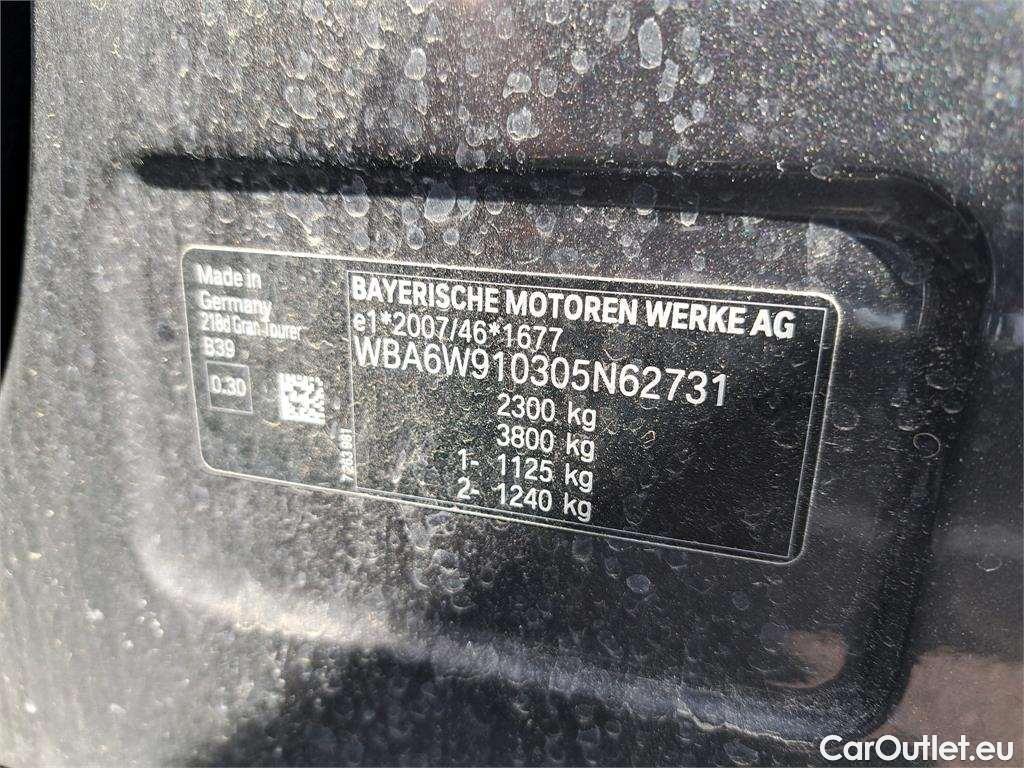 Made in
Germany
218d Gran Tourer
B39
0.30
BAYERISCHE MOTOREN WERKE AG
e1*2007/46*1677
WBA6W910305N62731
2300 kg
3800 kg
1- 1125 kg
2- 1240 kg
CarOutlet.eu